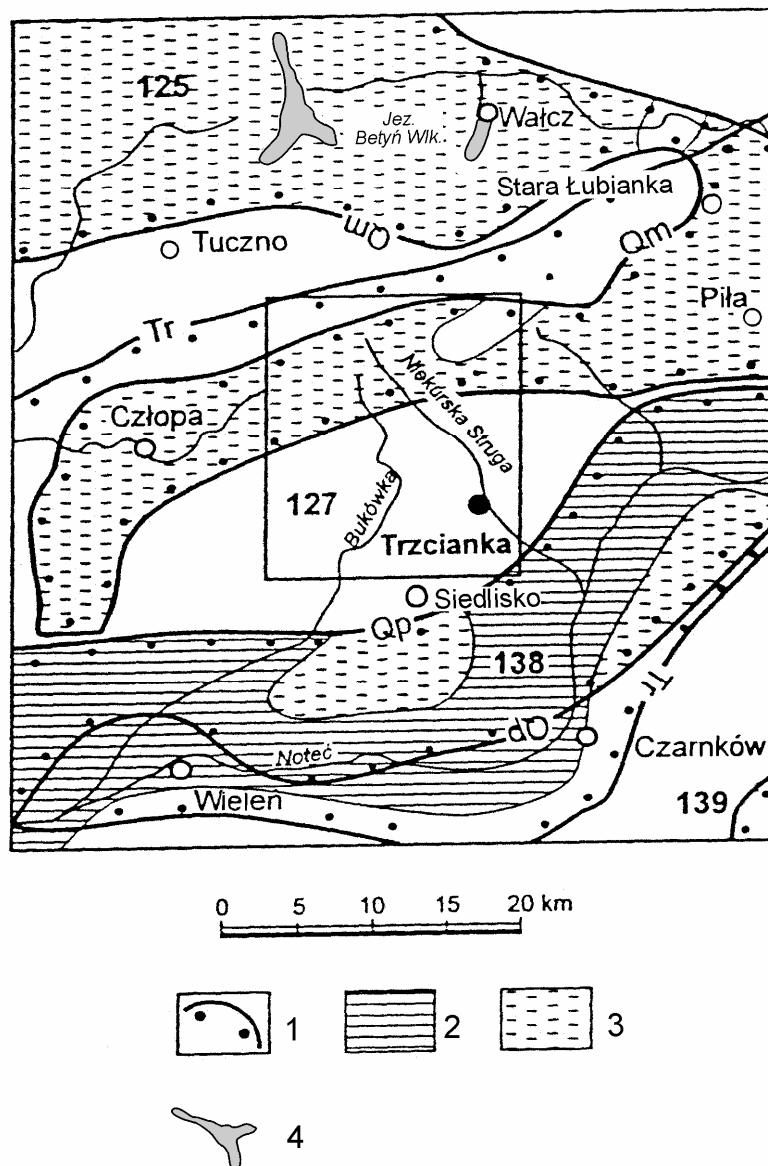 125
Jez.
Betyń Wlk.
Wałcz
Stara Łubianka
Qm
Qm
Tuczno
Piła
Tr
Niekurska Struga
Człopa
127
Bukówka
Trzcianka
Siedlisko
Qp
138
Tr
Qp
Noteć
Czarnków
Wieleń
139
0 5 10 15 20 km
1 2 3
4